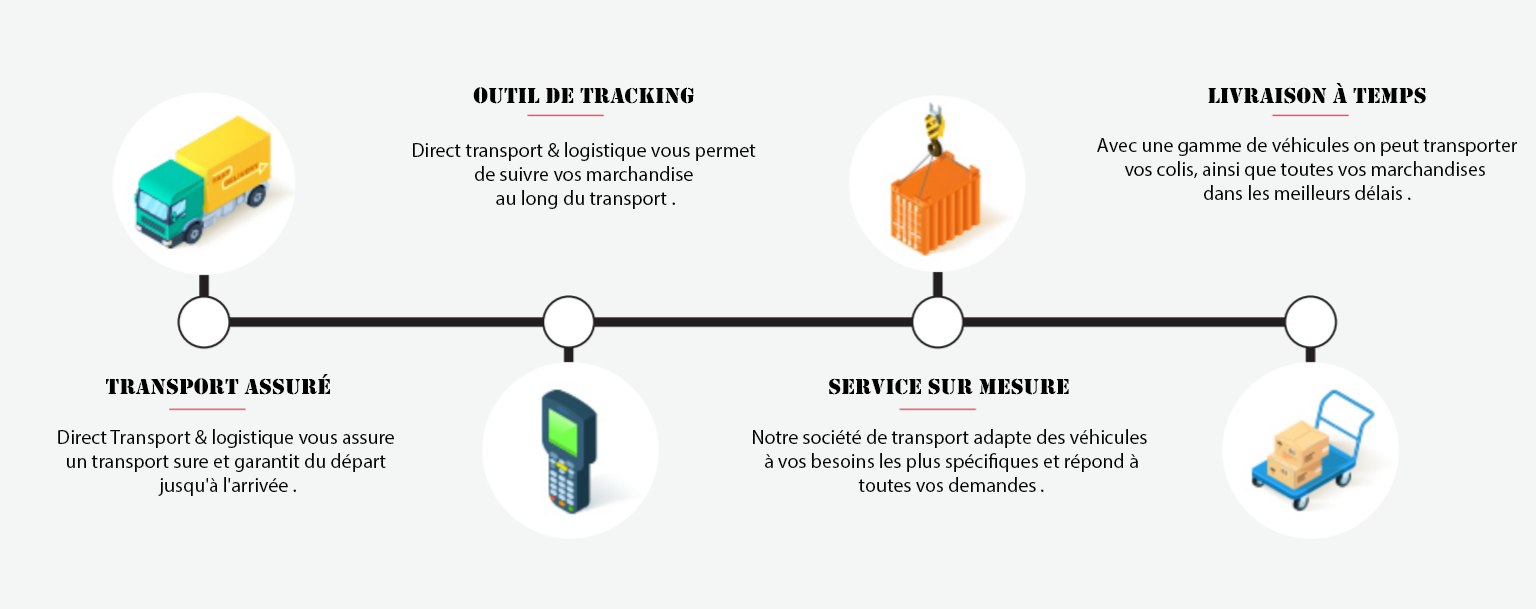 OUTIL DE TRACKING
Direct transport & logistique vous permet
de suivre vos marchandise
au long du transport .
LIVRAISON À TEMPS
Avec une gamme de véhicules on peut transporter
vos colis, ainsi que toutes vos marchandises
dans les meilleurs délais .
TRANSPORT ASSURÉ
Direct Transport & logistique vous assure
un transport sure et garantit du départ
jusqu'à l'arrivée .
SERVICE SUR MESURE
Notre société de transport adapte des véhicules
à vos besoins les plus spécifiques et répond à
toutes vos demandes .